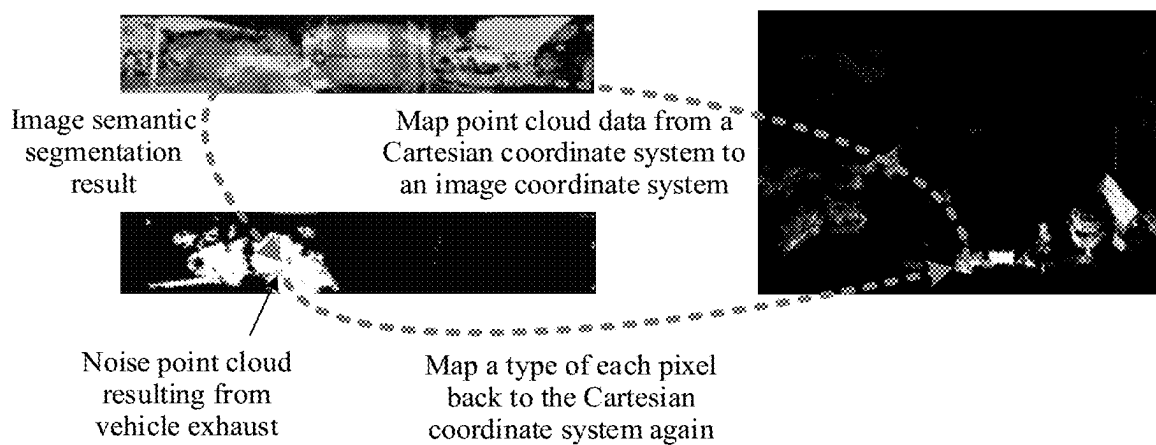 Image semantic
segmentation
result
Map point cloud data from a
Cartesian coordinate system to
an image coordinate system
Noise point cloud
resulting from
vehicle exhaust
Map a type of each pixel
back to the Cartesian
coordinate system again